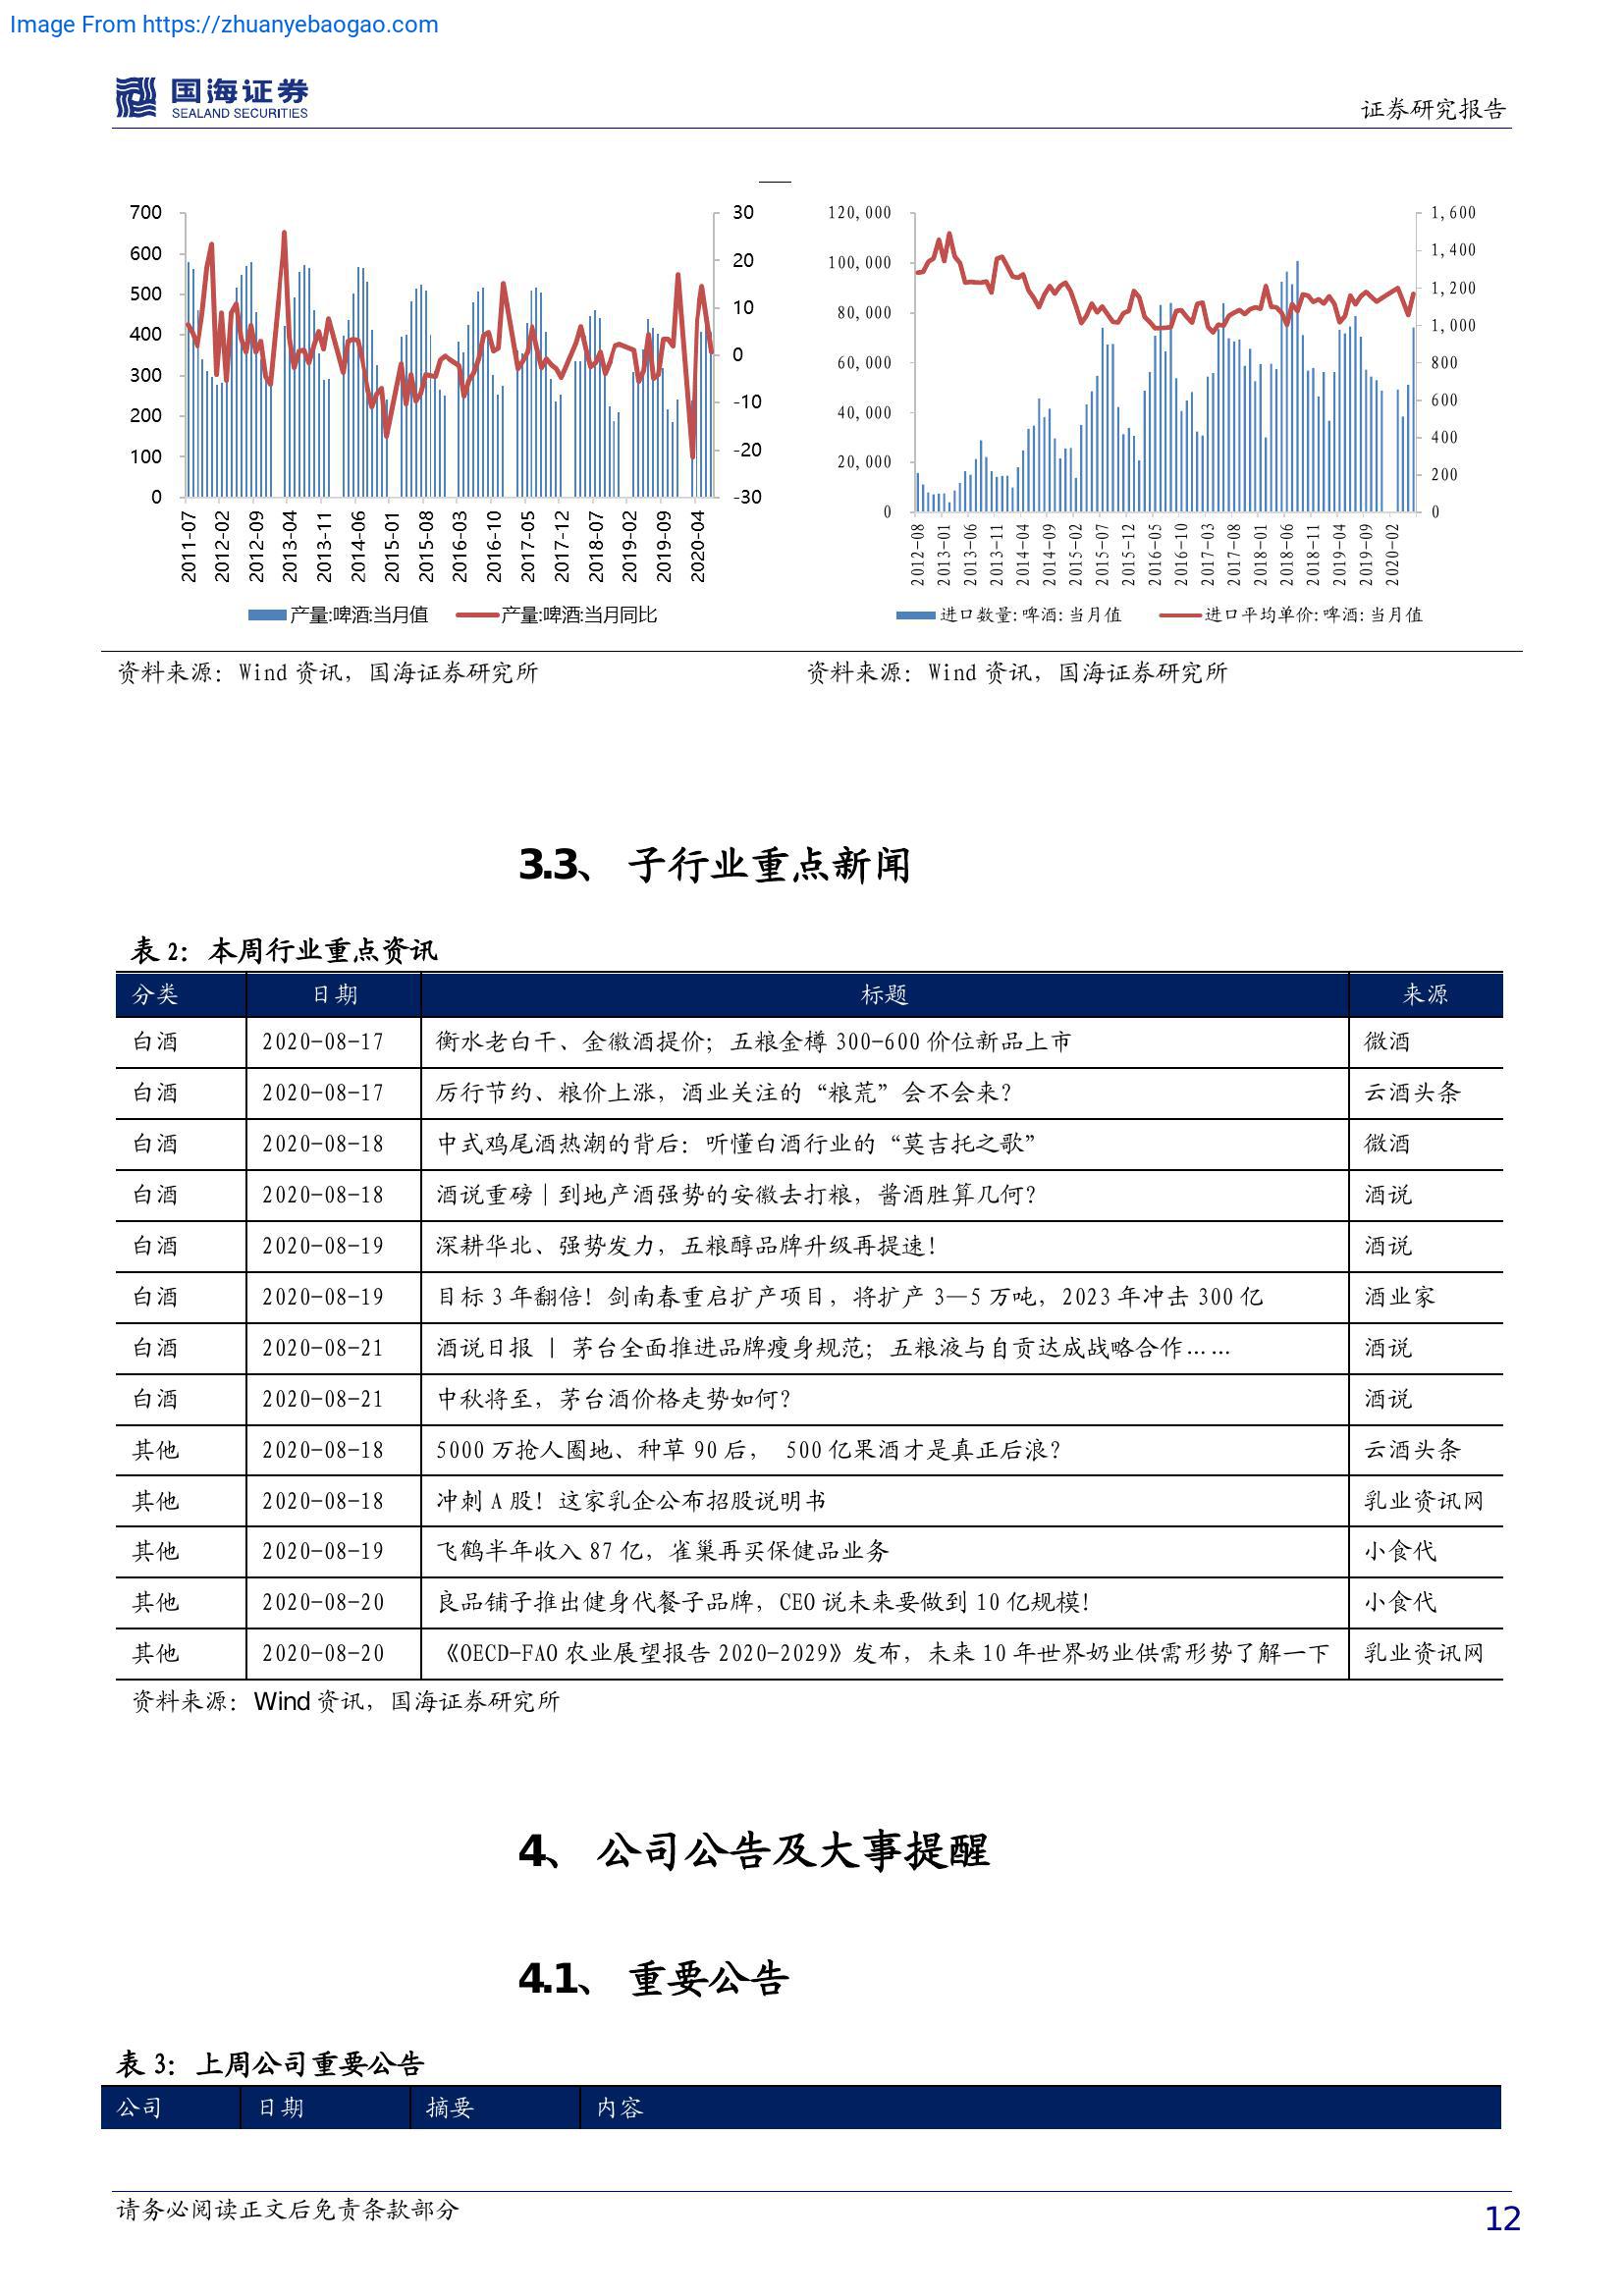 Image From https://zhuanyebaogao.com
国海证券
SEALAND SECURITIES
证券研究报告
700
600
500
400
300
200
100
0
30
20
10
0
-10
-20
-30
2011-07
2012-02
2012-09
2013-04
2013-11
2014-06
2015-01
2015-08
2016-03
2016-10
2017-05
2017-12
2018-07
2019-02
2019-09
2020-04
产量:啤酒:当月值
产量:啤酒:当月同比
120,000
100,000
80,000
60,000
40,000
20,000
0
1,600
1,400
1,200
1,000
800
600
400
200
0
2012-08
2013-01
2013-06
2013-11
2014-04
2014-09
2015-02
2015-07
2015-12
2016-05
2016-10
2017-03
2017-08
2018-01
2018-06
2018-11
2019-04
2019-09
2020-02
进口数量:啤酒:当月值
进口平均单价:啤酒:当月值
资料来源：Wind 资讯，国海证券研究所
资料来源：Wind 资讯，国海证券研究所
3.3、 子行业重点新闻
表 2：本周行业重点资讯
分类 日期 标题 来源
白酒 2020-08-17 衡水老白干、金徽酒提价；五粮金樽 300-600 价位新品上市 微酒
白酒 2020-08-17 厉行节约、粮价上涨，酒业关注的“粮荒”会不会来？ 云酒头条
白酒 2020-08-18 中式鸡尾酒热潮的背后：听懂白酒行业的“莫吉托之歌” 微酒
白酒 2020-08-18 酒说重磅|到地产酒强势的安徽去打粮，酱酒胜算几何？ 酒说
白酒 2020-08-19 深耕华北、强势发力，五粮醇品牌升级再提速！ 酒说
白酒 2020-08-19 目标 3 年翻倍！剑南春重启扩产项目，将扩产 3—5 万吨，2023 年冲击 300 亿 酒业家
白酒 2020-08-21 酒说日报 | 茅台全面推进品牌瘦身规范；五粮液与自贡达成战略合作…… 酒说
白酒 2020-08-21 中秋将至，茅台酒价格走势如何？ 酒说
其他 2020-08-18 5000 万抢人圈地、种草 90 后， 500 亿果酒才是真正后浪？ 云酒头条
其他 2020-08-18 冲刺 A 股！这家乳企公布招股说明书 乳业资讯网
其他 2020-08-19 飞鹤半年收入 87 亿，雀巢再买保健品业务 小食代
其他 2020-08-20 良品铺子推出健身代餐子品牌，CEO 说未来要做到 10 亿规模！ 小食代
其他 2020-08-20 《OECD-FAO 农业展望报告 2020-2029》发布，未来 10 年世界奶业供需形势了解一下 乳业资讯网
资料来源：Wind 资讯，国海证券研究所
4、 公司公告及大事提醒
4.1、 重要公告
表 3：上周公司重要公告
公司 日期 摘要 内容
请务必阅读正文后免责条款部分
12